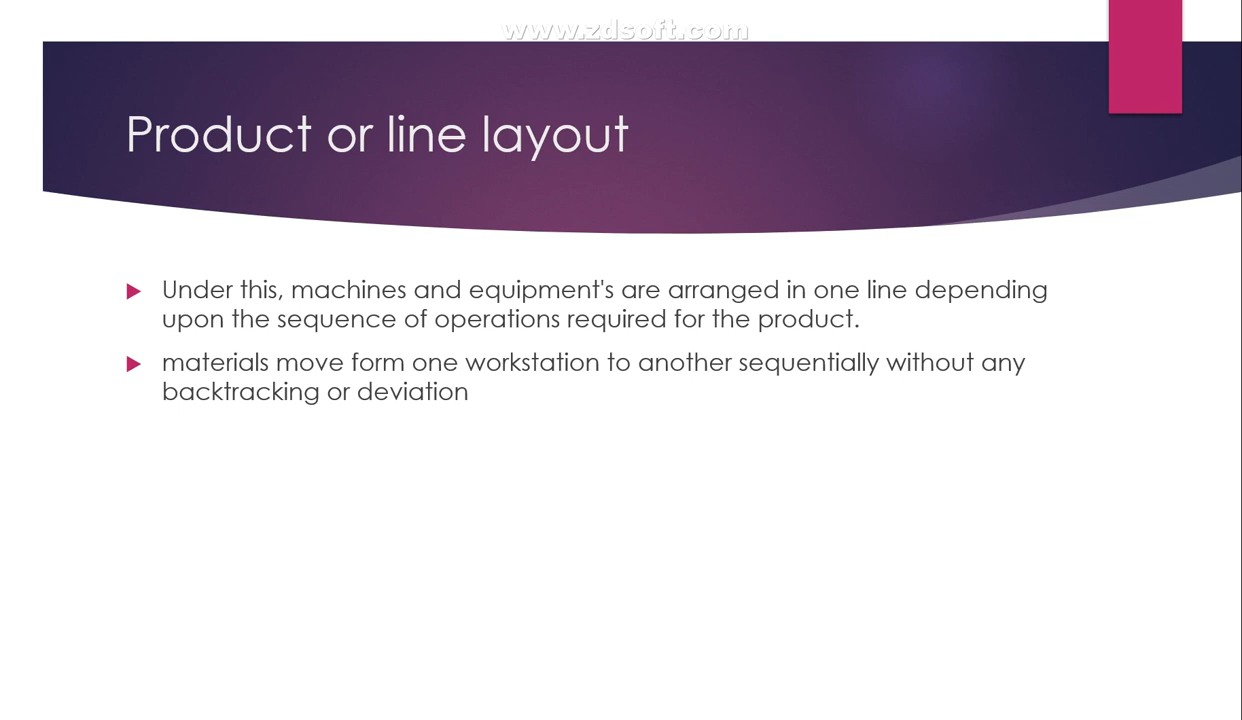 www.zdsoft.com
Product or line layout
Under this, machines and equipment's are arranged in one line depending
upon the sequence of operations required for the product.
materials move form one workstation to another sequentially without any
backtracking or deviation